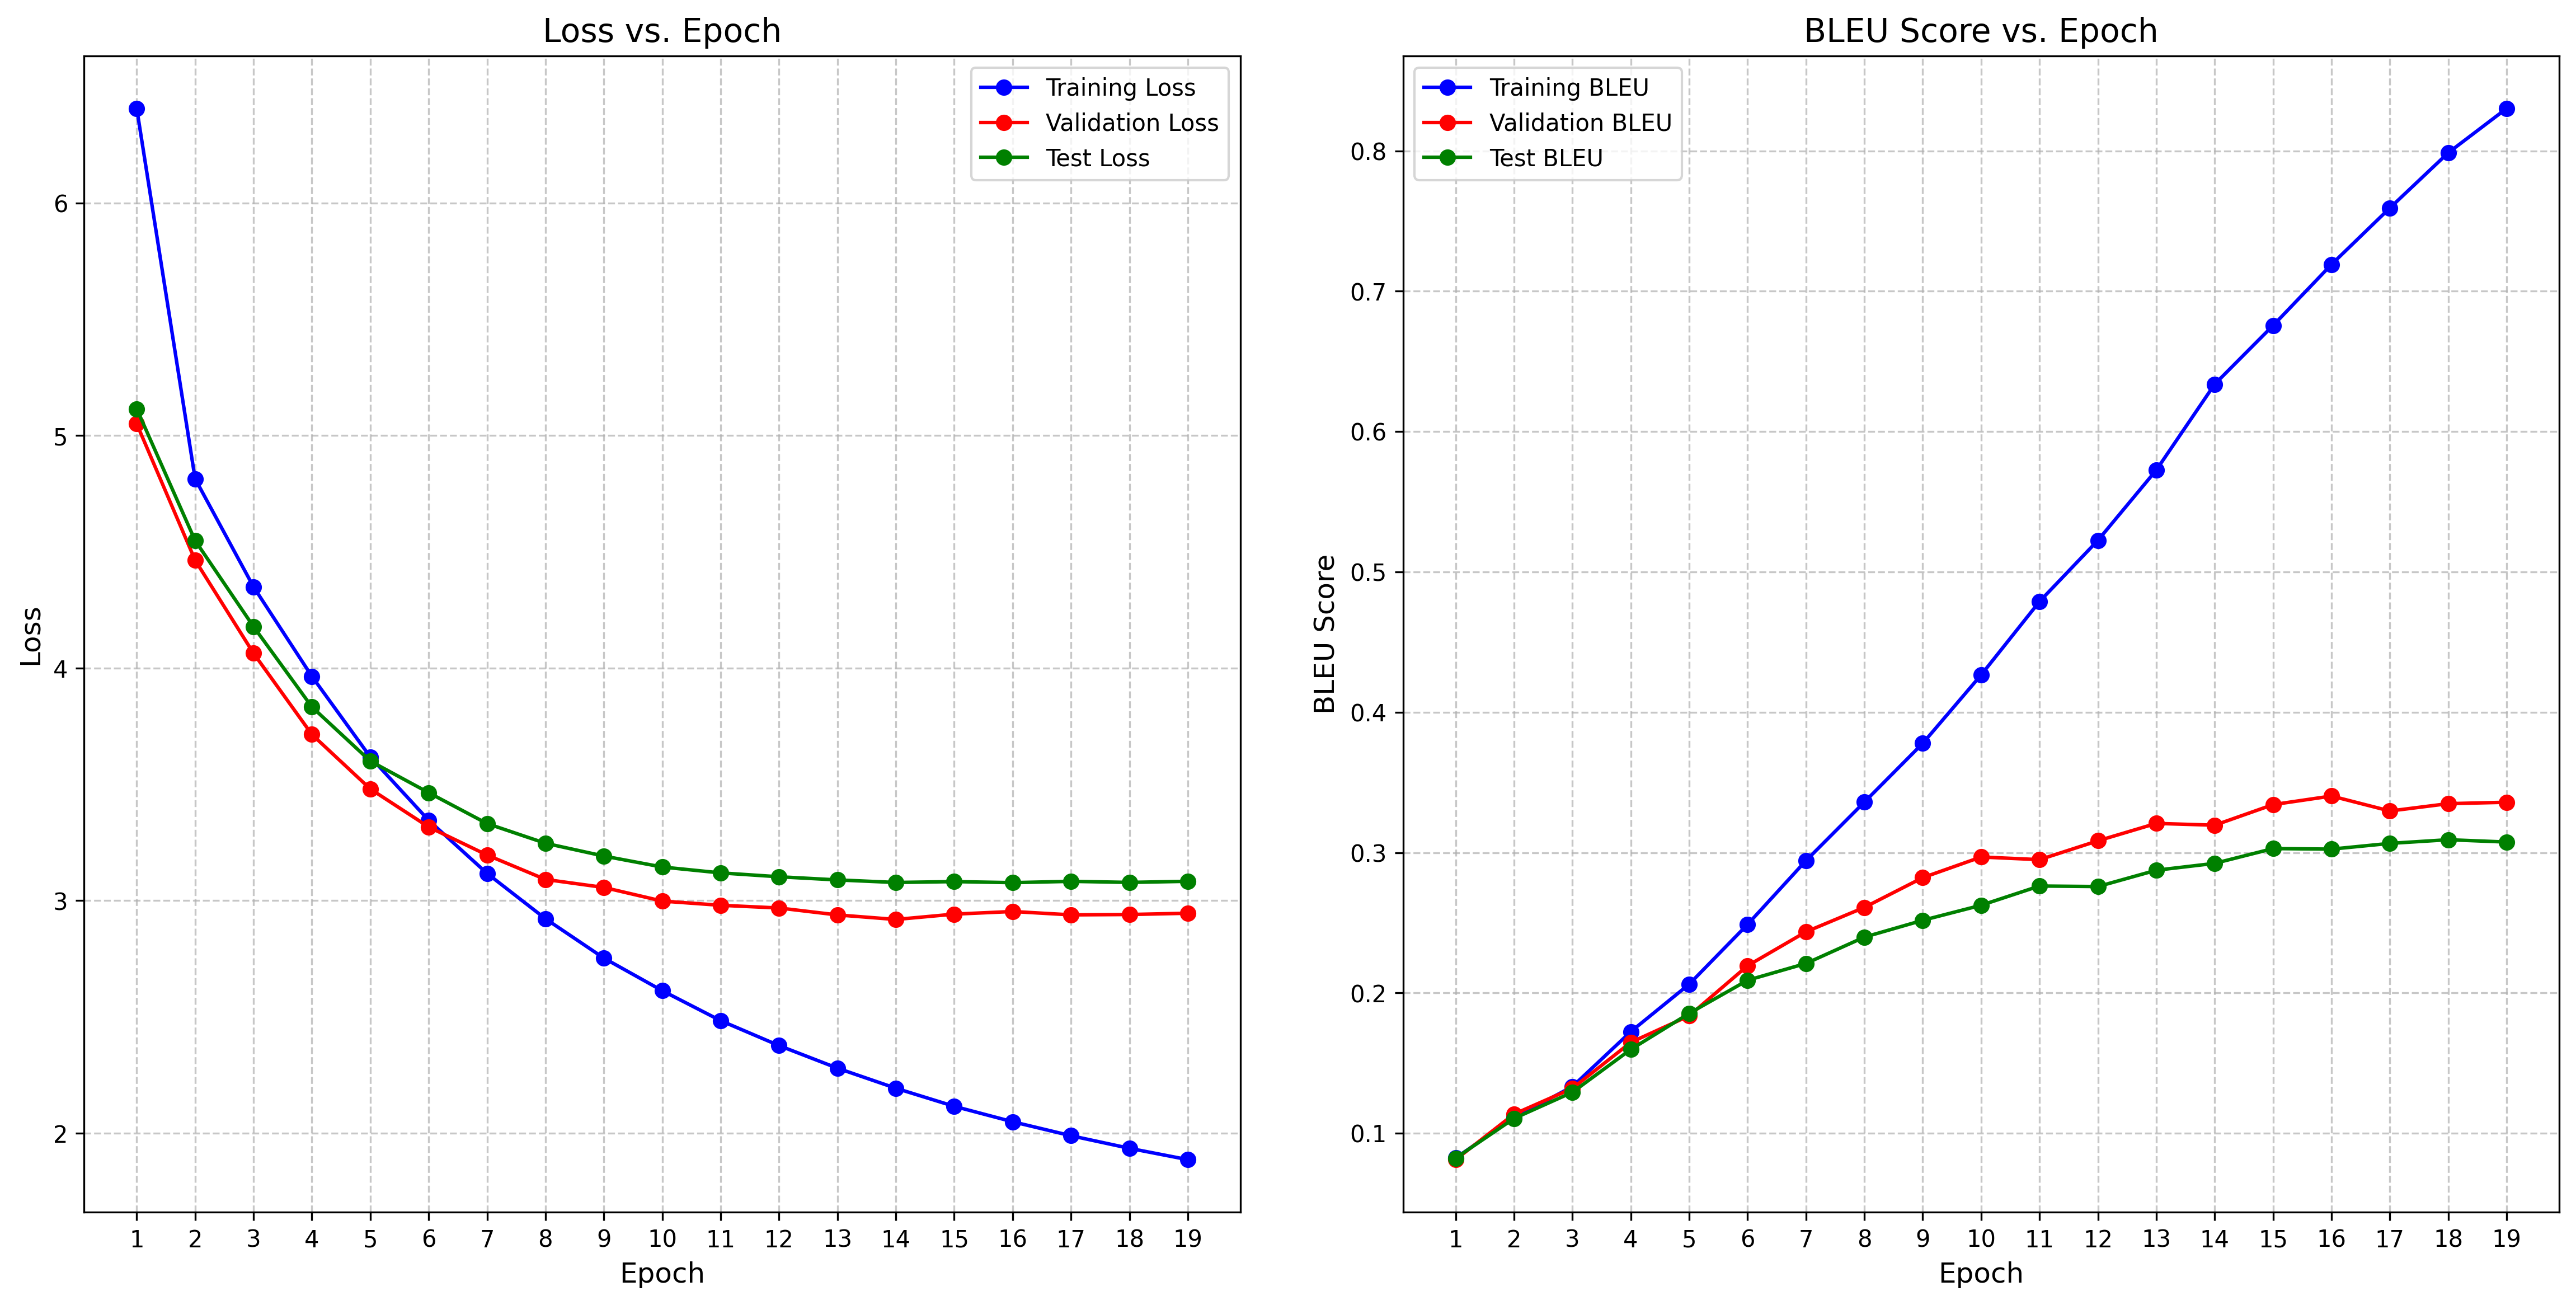 Loss vs. Epoch
Training Loss
Validation Loss
Test Loss
6
5
4
3
2
Loss
1 2 3 4 5 6 7 8 9 10 11 12 13 14 15 16 17 18 19
Epoch
BLEU Score vs. Epoch
Training BLEU
Validation BLEU
Test BLEU
0.8
0.7
0.6
0.5
0.4
0.3
0.2
0.1
BLEU Score
1 2 3 4 5 6 7 8 9 10 11 12 13 14 15 16 17 18 19
Epoch